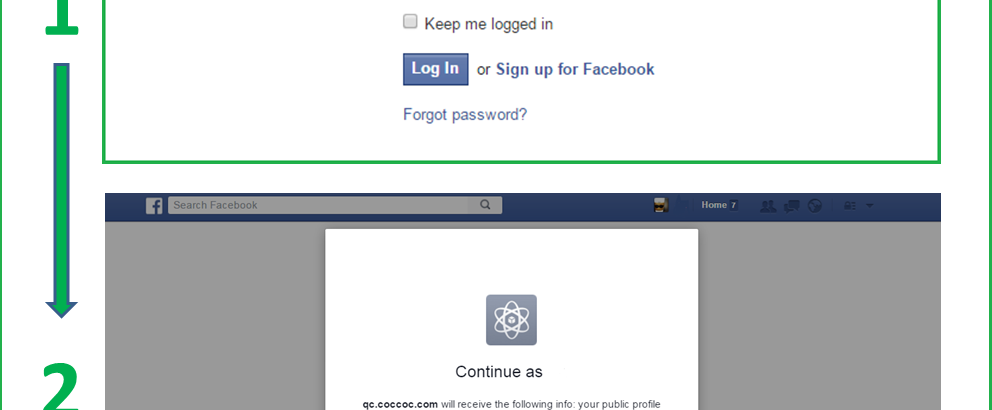 1
Keep me logged in
Log In or Sign up for Facebook
Forgot password?
Search Facebook
Home 7
Continue as
2
qc.coccoc.com will receive the following info: your public profile